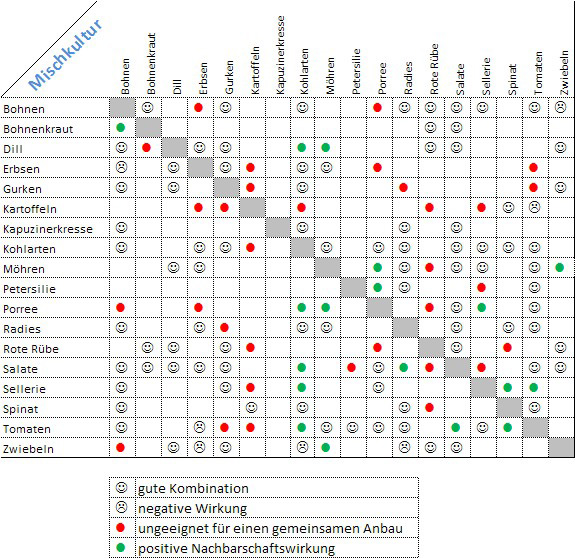 Mischkultur
Bohnen
Bohnenkraut
Dill
Erbsen
Gurken
Kartoffeln
Kapuzinerkresse
Kohlarten
Möhren
Petersilie
Porree
Radies
Rote Rübe
Salate
Sellerie
Spinat
Tomaten
Zwiebeln
Bohnen
Bohnenkraut
Dill
Erbsen
Gurken
Kartoffeln
Kapuzinerkresse
Kohlarten
Möhren
Petersilie
Porree
Radies
Rote Rübe
Salate
Sellerie
Spinat
Tomaten
Zwiebeln
gute Kombination
negative Wirkung
ungeeignet für einen gemeinsamen Anbau
positive Nachbarschaftswirkung